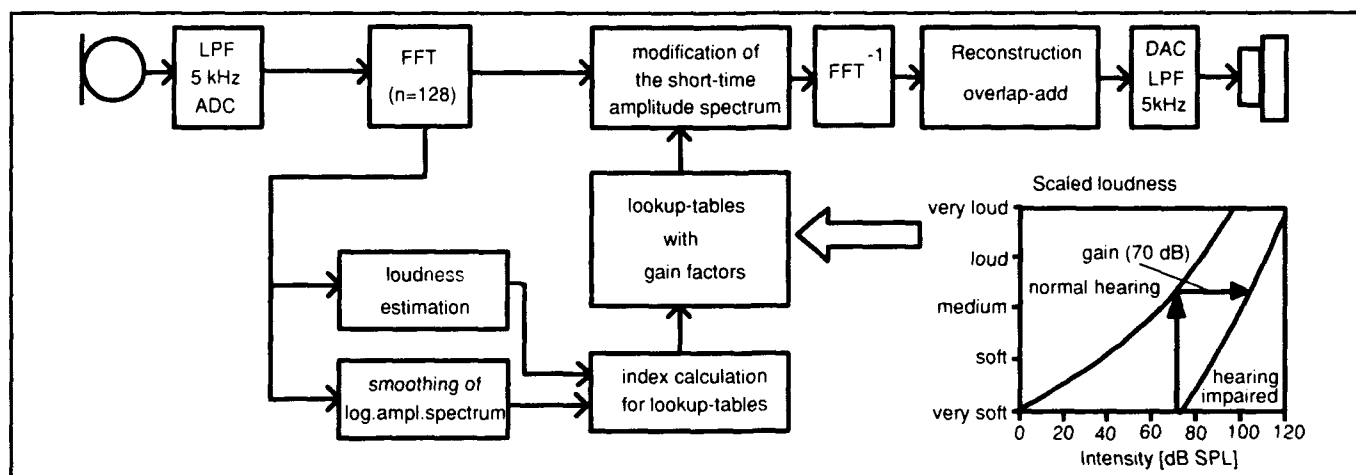 LPF
5 kHz
ADC
FFT
(n=128)
modification of
the short-time
amplitude spectrum
FFT -1
Reconstruction
overlap-add
DAC
LPF
5kHz
lookup-tables
with
gain factors
loudness
estimation
smoothing of
log.ampl.spectrum
index calculation
for lookup-tables
Scaled loudness
very loud
loud
medium
soft
very soft
gain (70 dB)
normal hearing
hearing
impaired
0 20 40 60 80 100 120
Intensity [dB SPL]